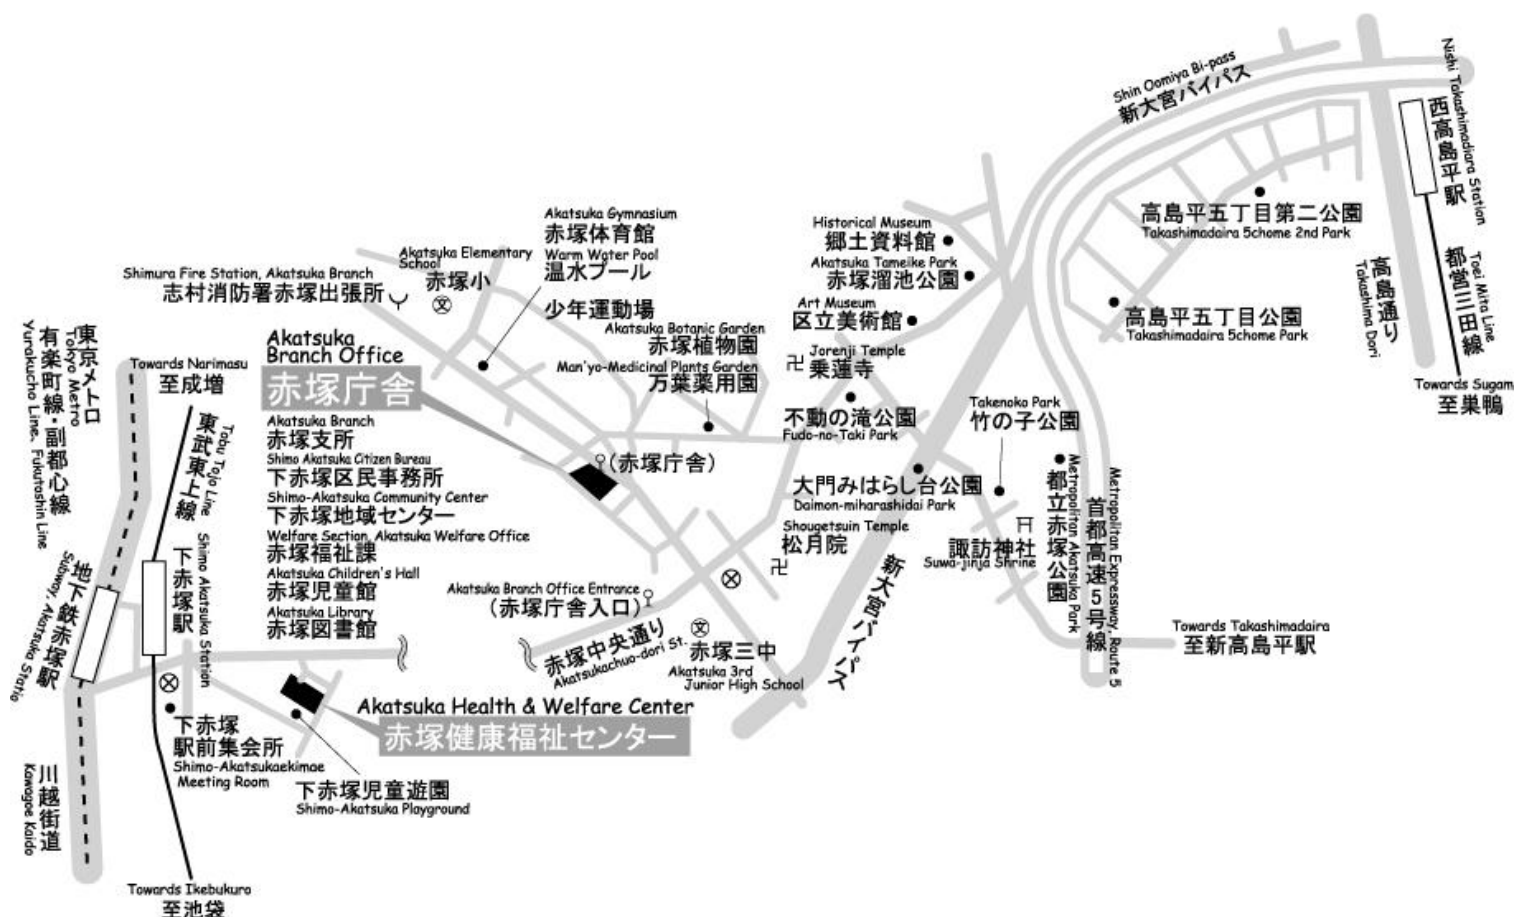 Shin Oomiya Bi-pass
新大宮バイパス
Nishi Takashimadiara Station
西高島平駅
Toei Mita Line
都営三田線
高島平五丁目第二公園
Takashimadaira 5chome 2nd Park
高島通り
Takashima Dori
高島平五丁目公園
Takashimadaira 5chome Park
Towards Sugam
至巣鴨
Historical Museum
郷土資料館
Akatsuka Tameike Park
赤塚溜池公園
Art Museum
区立美術館
卍
Jorenji Temple
乗蓮寺
不動の滝公園
Fudo-no-Taki Park
Takenoko Park
竹の子公園
大門みはらし台公園
Daimon-miharashidai Park
Shougetsuin Temple
松月院
卍
諏訪神社
Suwa-jinja Shrine
都立赤塚公園
Metropolitan Akatsuka Park
首都高速5号線
Metropolitan Expressway, Route 5
Towards Takashimadaira
至新高島平駅
新大宮バイパス
Akatsuka Gymnasium
赤塚体育館
Warm Water Pool
温水プール
少年運動場
Akatsuka Elementary
School
赤塚小
文
Shimura Fire Station, Akatsuka Branch
志村消防署赤塚出張所
Akatsuka Botanic Garden
赤塚植物園
Man'yo-Medicinal Plants Garden
万葉薬用園
Akatsuka
Branch Office
赤塚庁舎
Akatsuka Branch
赤塚支所
Shimo Akatsuka Citizen Bureau
下赤塚区民事務所
Shimo-Akatsuka Community Center
下赤塚地域センター
Welfare Section, Akatsuka Welfare Office
赤塚福祉課
Akatsuka Children's Hall
赤塚児童館
Akatsuka Library
赤塚図書館
(赤塚庁舎)
Akatsuka Branch Office Entrance
(赤塚庁舎入口)
赤塚中央通り
Akatsukachuo-dori St.
文
赤塚三中
Akatsuka 3rd
Junior High School
東京メトロ
Tokyo Metro
有楽町線・副都心線
Yurakucho Line, Fukutoshin Line
Towards Narimasu
至成増
東武東上線
Tobu Tojo Line
下赤塚駅
Shimo Akatsuka Station
地下鉄赤塚駅
Subway, Akatsuka Statio
Akatsuka Health & Welfare Center
赤塚健康福祉センター
下赤塚
駅前集会所
Shimo-Akatsukaekimae
Meeting Room
下赤塚児童遊園
Shimo-Akatsuka Playground
川越街道
Kawagoe Kaido
Towards Ikebukuro
至池袋